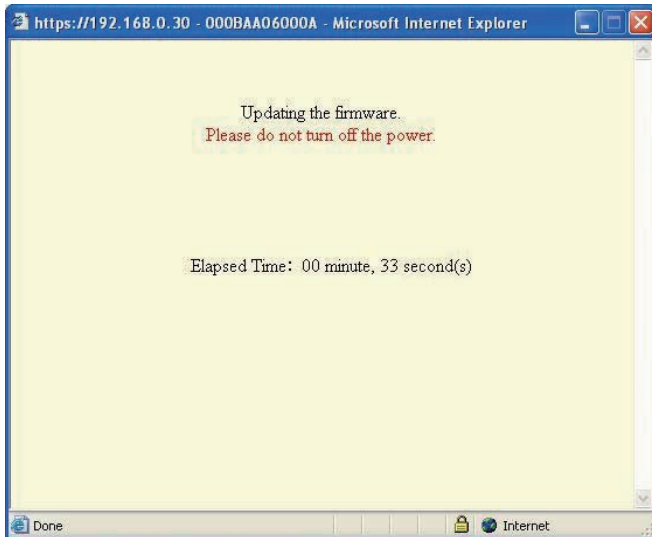 https://192.168.0.30 - 000BAA06000A - Microsoft Internet Explorer
Updating the firmware.
Please do not turn off the power.
Elapsed Time: 00 minute, 33 second(s)
Done
Internet